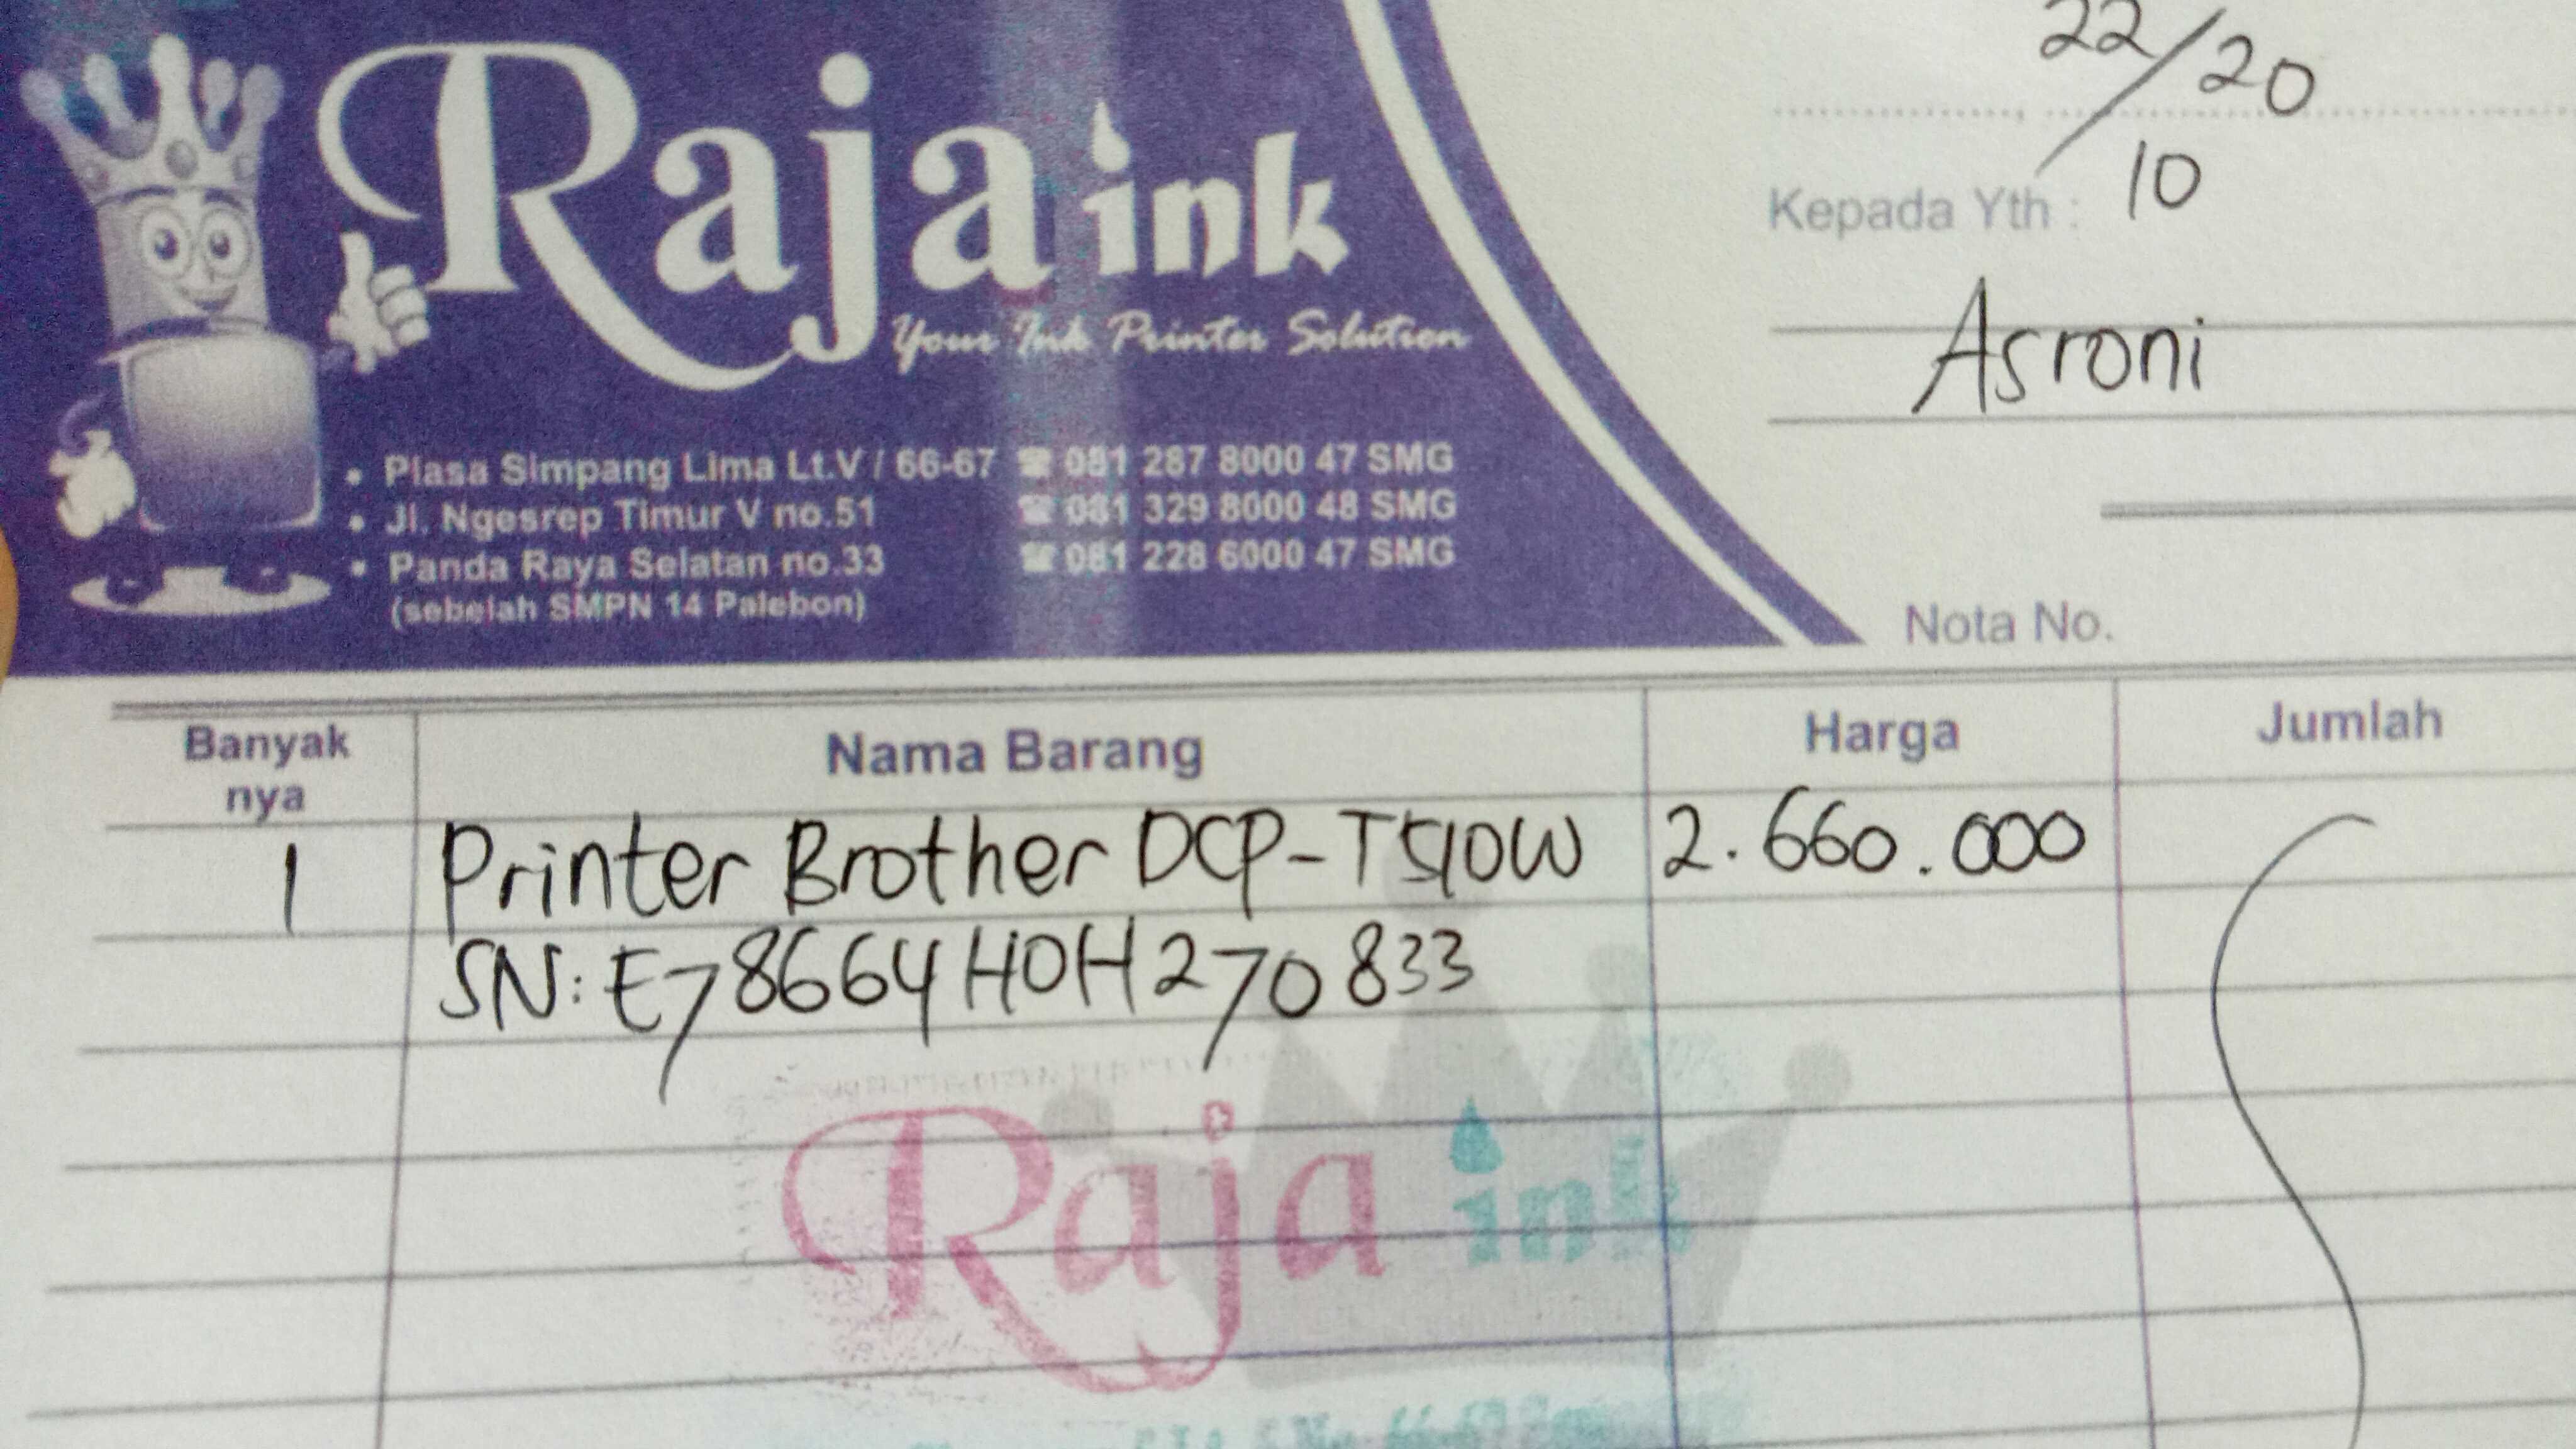 Raja ink
Your Ink Printer Solution
• Plasa Simpang Lima Lt.V / 66-67 ☎ 081 287 8000 47 SMG
• Jl. Ngesrep Timur V no.51 ☎ 081 329 8000 48 SMG
• Panda Raya Selatan no.33 ☎ 081 228 6000 47 SMG
(sebelah SMPN 14 Palebon)
22/10 20
Kepada Yth :
Asroni
Nota No.
Banyak nya Nama Barang Harga Jumlah
1 Printer Brother DCP-T510W 2.660.000
SN: E78664H0H270833
Raja ink